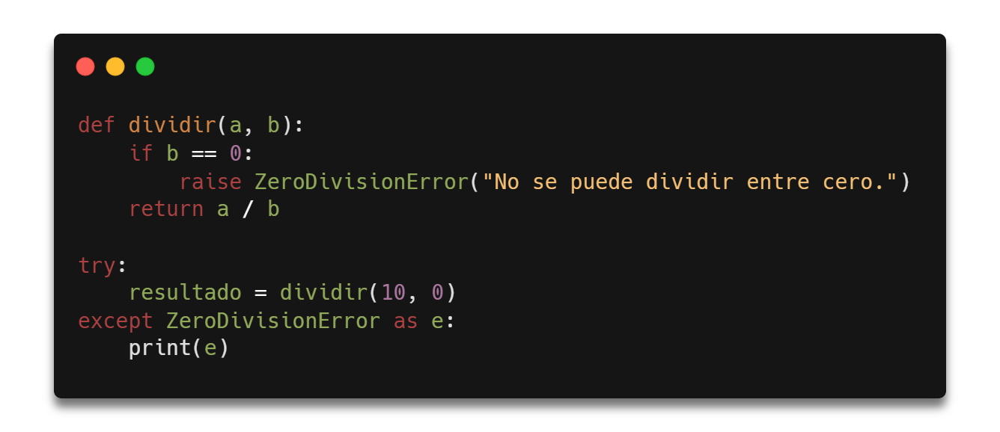 def dividir(a, b):
    if b == 0:
        raise ZeroDivisionError("No se puede dividir entre cero.")
    return a / b

try:
    resultado = dividir(10, 0)
except ZeroDivisionError as e:
    print(e)